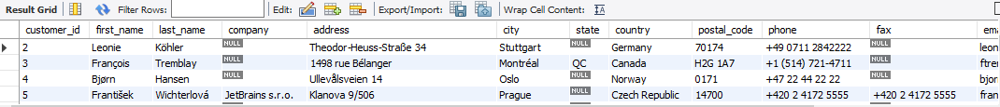 Result Grid Filter Rows: Edit: Export/Import: Wrap Cell Content:
customer_id first_name last_name company address city state country postal_code phone fax ema
2 Leonie Köhler NULL Theodor-Heuss-Straße 34 Stuttgart NULL Germany 70174 +49 0711 2842222 NULL leon
3 François Tremblay NULL 1498 rue Bélanger Montréal QC Canada H2G 1A7 +1 (514) 721-4711 NULL ftrer
4 Bjørn Hansen NULL Ullevålsveien 14 Oslo NULL Norway 0171 +47 22 44 22 22 NULL bjor
5 František Wichterlová JetBrains s.r.o. Klanova 9/506 Prague NULL Czech Republic 14700 +420 2 4172 5555 +420 2 4172 5555 fran